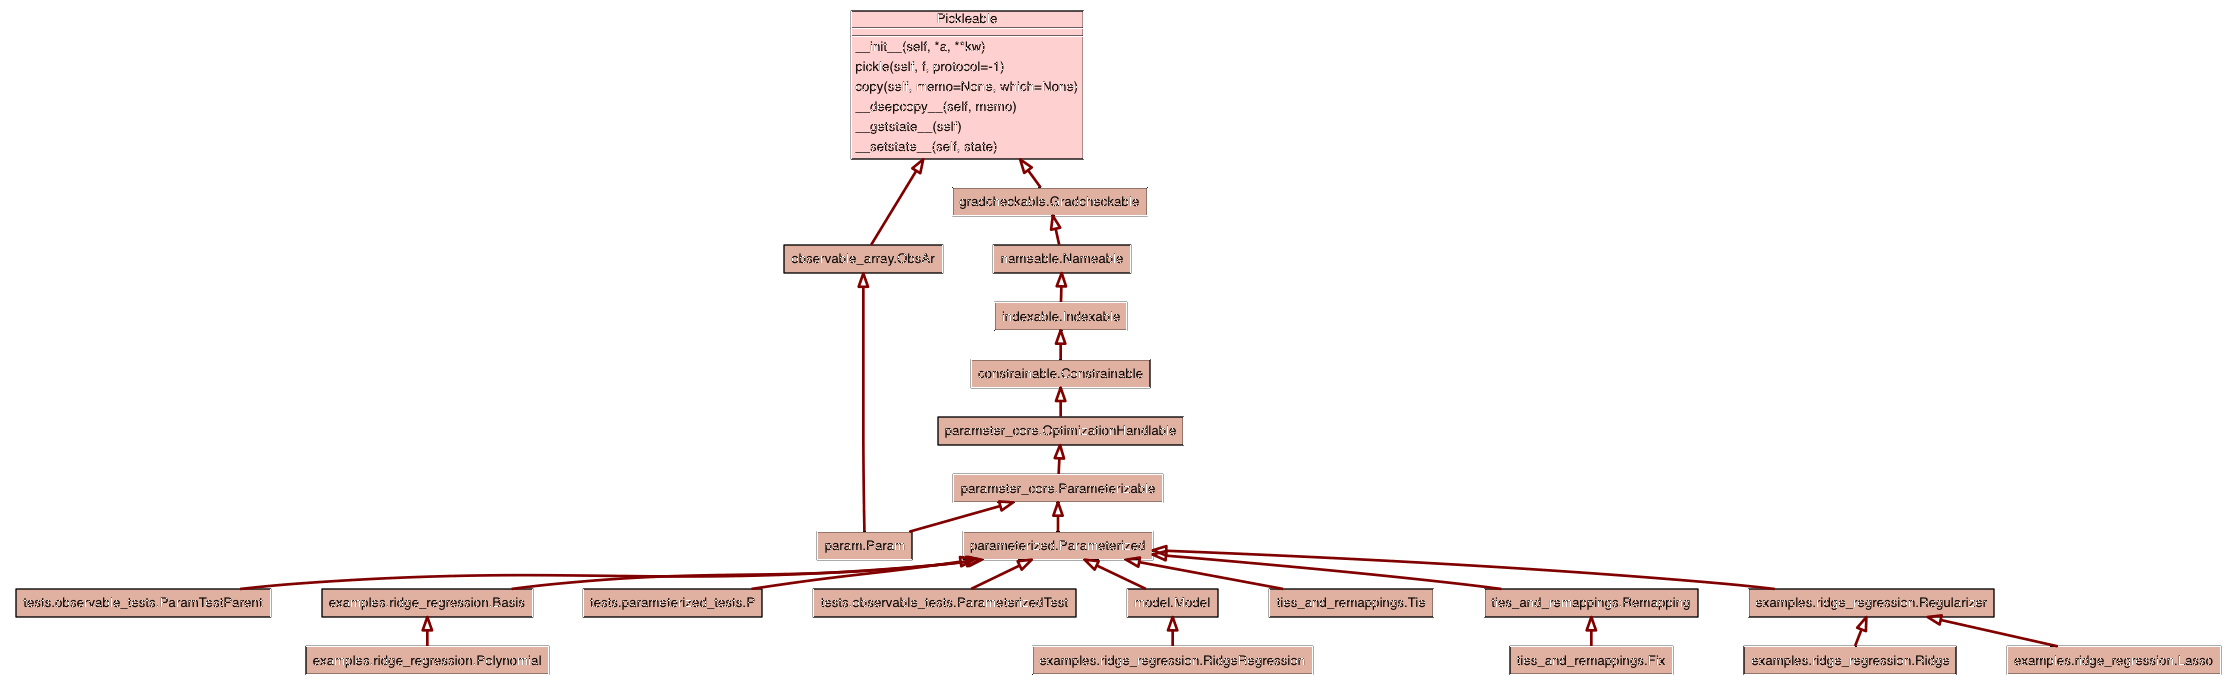 Pickleable
__init__(self, *a, **kw)
pickle(self, f, protocol=-1)
copy(self, memo=None, which=None)
__deepcopy__(self, memo)
__getstate__(self)
__setstate__(self, state)
gradcheckable.Gradcheckable
observable_array.ObsAr
nameable.Nameable
indexable.Indexable
constrainable.Constrainable
parameter_core.OptimizationHandlable
parameter_core.Parameterizable
param.Param
parameterized.Parameterized
tests.observable_tests.ParamTestParent
examples.ridge_regression.Basis
tests.parameterized_tests.P
tests.observable_tests.ParameterizedTest
model.Model
ties_and_remappings.Tie
ties_and_remappings.Remapping
examples.ridge_regression.Regularizer
examples.ridge_regression.Polynomial
examples.ridge_regression.RidgeRegression
ties_and_remappings.Fix
examples.ridge_regression.Ridge
examples.ridge_regression.Lasso